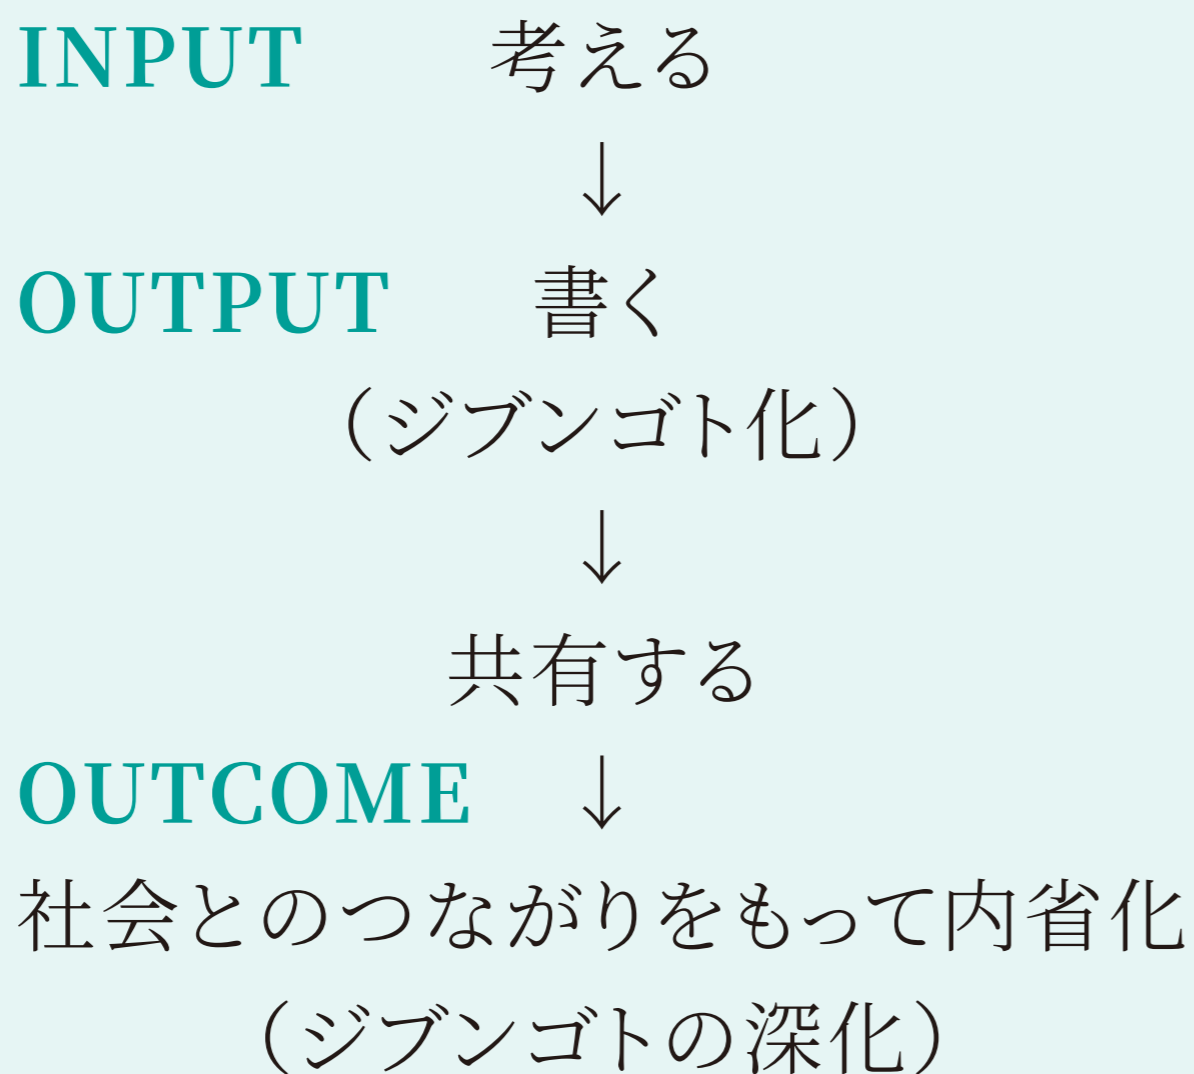 INPUT 考える
↓
OUTPUT 書く
（ジブンゴト化）
↓
共有する
OUTCOME ↓
社会とのつながりをもって内省化
（ジブンゴトの深化）